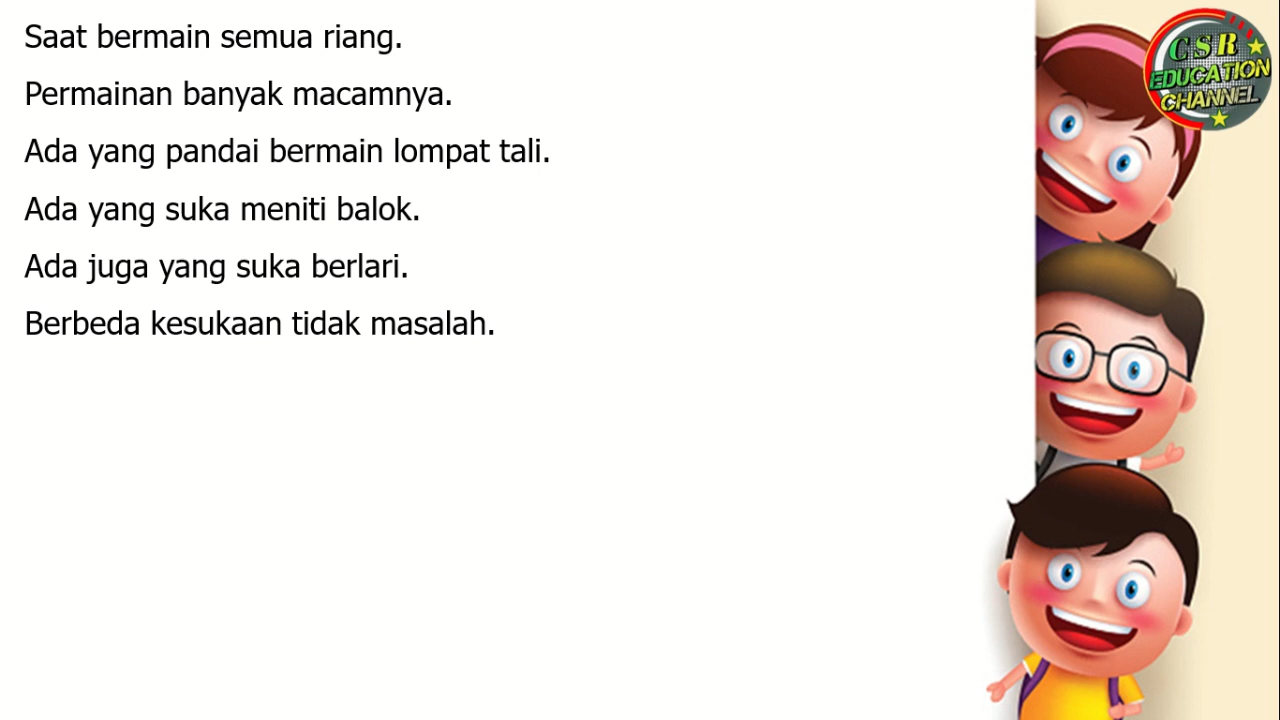 Saat bermain semua riang.
Permainan banyak macamnya.
Ada yang pandai bermain lompat tali.
Ada yang suka meniti balok.
Ada juga yang suka berlari.
Berbeda kesukaan tidak masalah.
CSR
EDUCATION
CHANNEL